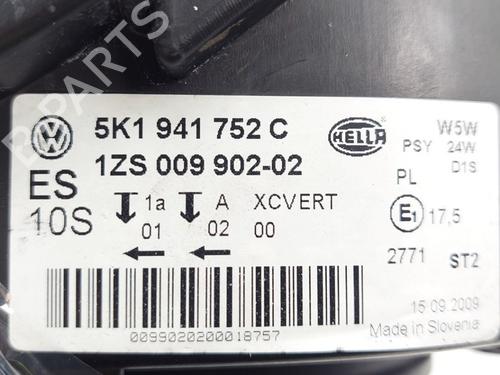 B-PARTS
5K1 941 752 C
HELLA
W5W
1ZS 009 902-02
PSY 24W
D1S
ES
1a A XCVERT
PL
10S
01 02 00
E1 17,5
2771 ST2
15.09.2009
0099020200018757
Made in Slovenia